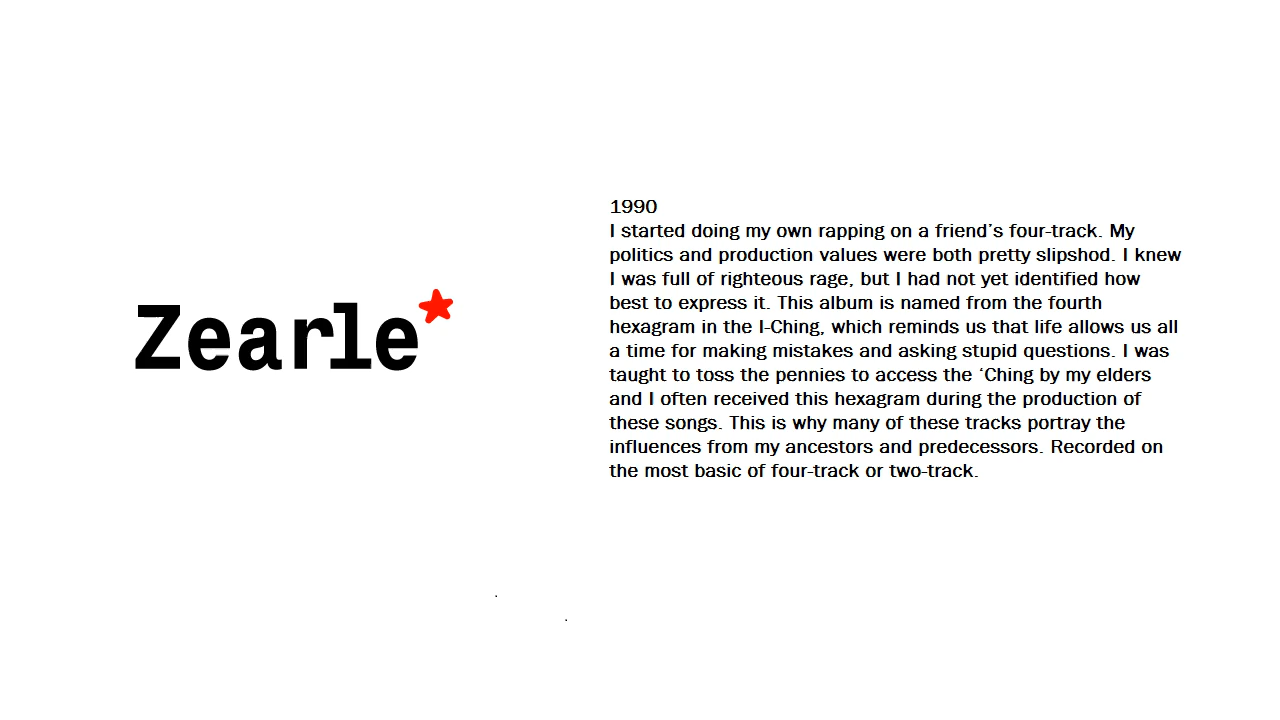 Zearle
1990
I started doing my own rapping on a friend’s four-track. My
politics and production values were both pretty slipshod. I knew
I was full of righteous rage, but I had not yet identified how
best to express it. This album is named from the fourth
hexagram in the I-Ching, which reminds us that life allows us all
a time for making mistakes and asking stupid questions. I was
taught to toss the pennies to access the ‘Ching by my elders
and I often received this hexagram during the production of
these songs. This is why many of these tracks portray the
influences from my ancestors and predecessors. Recorded on
the most basic of four-track or two-track.